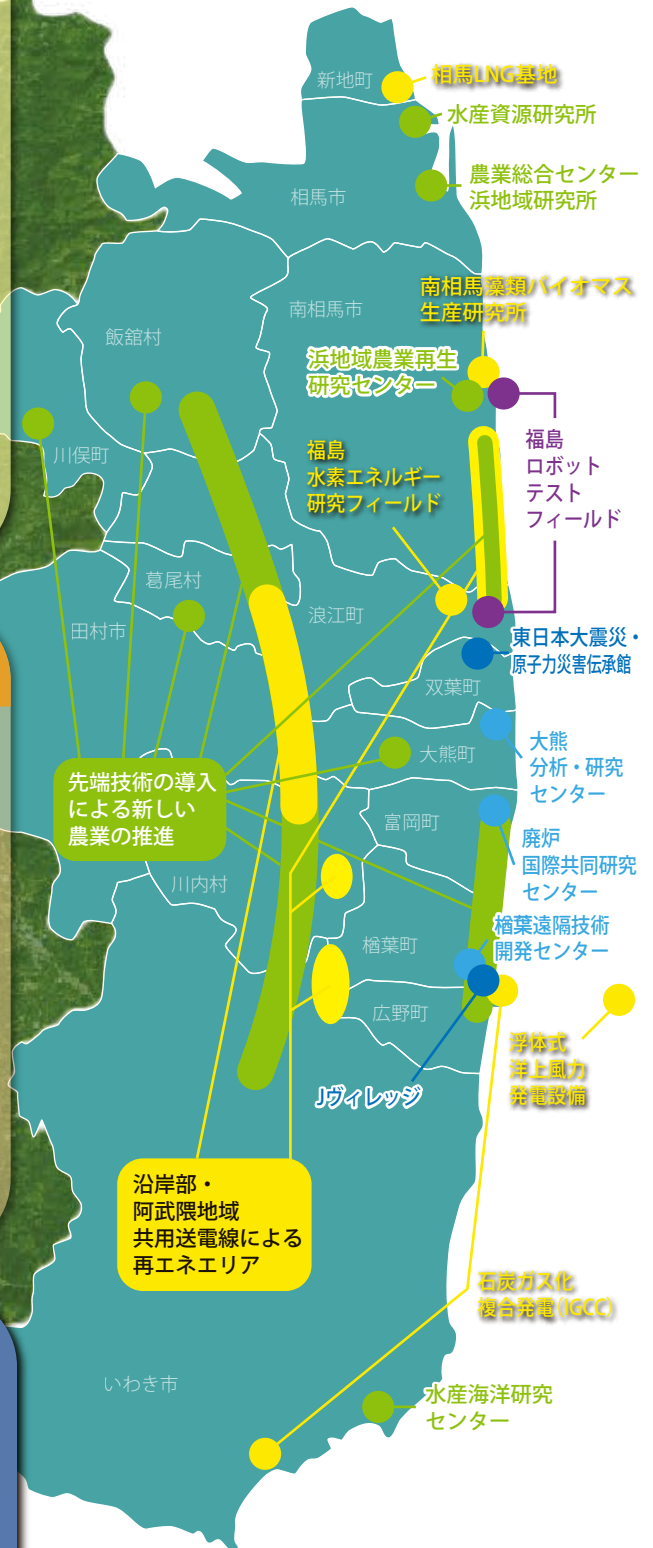 新地町
相馬LNG基地
水産資源研究所
農業総合センター
浜地域研究所
相馬市
南相馬藻類バイオマス
生産研究所
南相馬市
飯舘村
浜地域農業再生
研究センター
川俣町
福島
水素エネルギー
研究フィールド
福島
ロボット
テスト
フィールド
葛尾村
浪江町
田村市
東日本大震災・
原子力災害伝承館
双葉町
大熊町
大熊
分析・研究
センター
先端技術の導入
による新しい
農業の推進
富岡町
廃炉
国際共同研究
センター
川内村
楢葉町
楢葉遠隔技術
開発センター
広野町
浮体式
洋上風力
発電設備
Jヴィレッジ
沿岸部・
阿武隈地域
共用送電線による
再エネエリア
石炭ガス化
複合発電(IGCC)
いわき市
水産海洋研究
センター